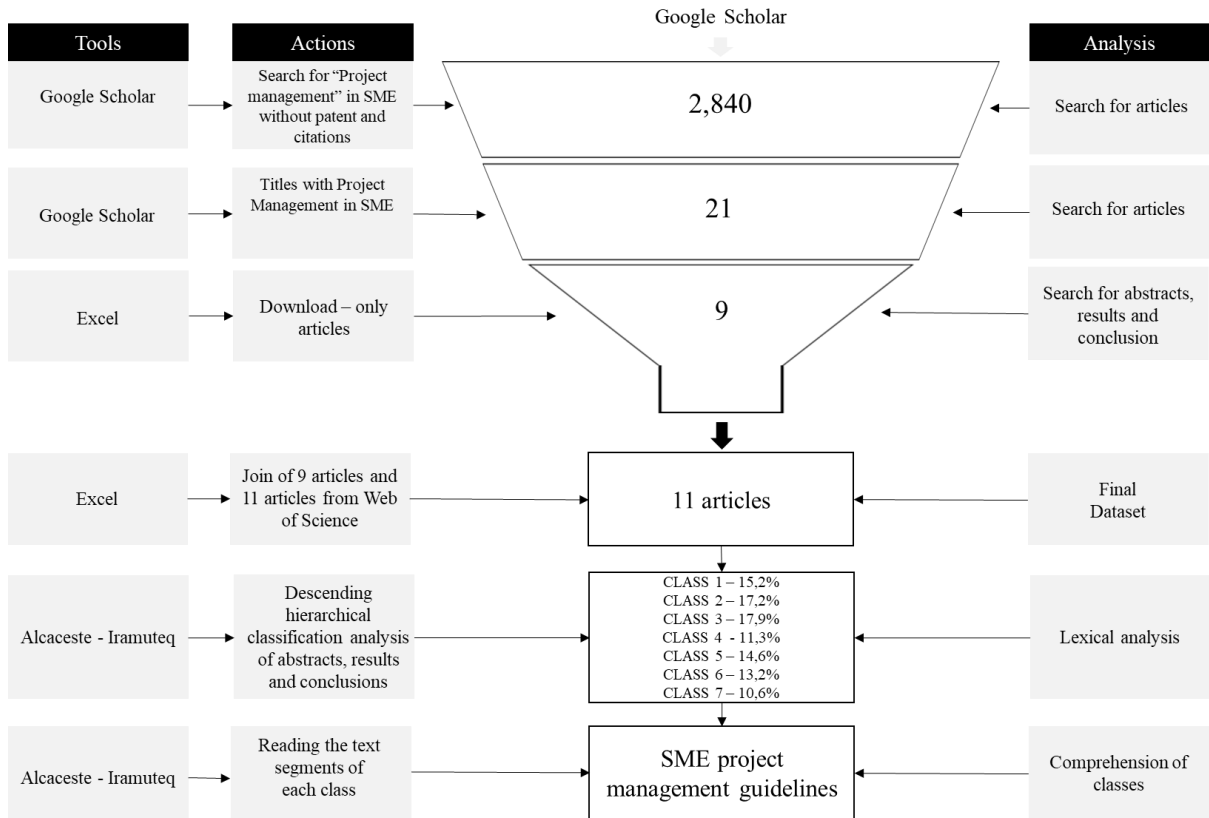 Google Scholar
Tools
Actions
Analysis
Google Scholar
Search for “Project
management” in SME
without patent and
citations
2,840
Search for articles
Google Scholar
Titles with Project
Management in SME
21
Search for articles
Excel
Download – only
articles
9
Search for abstracts,
results and
conclusion
Excel
Join of 9 articles and
11 articles from Web
of Science
11 articles
Final
Dataset
Alcaceste - Iramuteq
Descending
hierarchical
classification analysis
of abstracts, results
and conclusions
CLASS 1 – 15,2%
CLASS 2 – 17,2%
CLASS 3 – 17,9%
CLASS 4 - 11,3%
CLASS 5 – 14,6%
CLASS 6 – 13,2%
CLASS 7 – 10,6%
Lexical analysis
Alcaceste - Iramuteq
Reading the text
segments of
each class
SME project
management guidelines
Comprehension of
classes